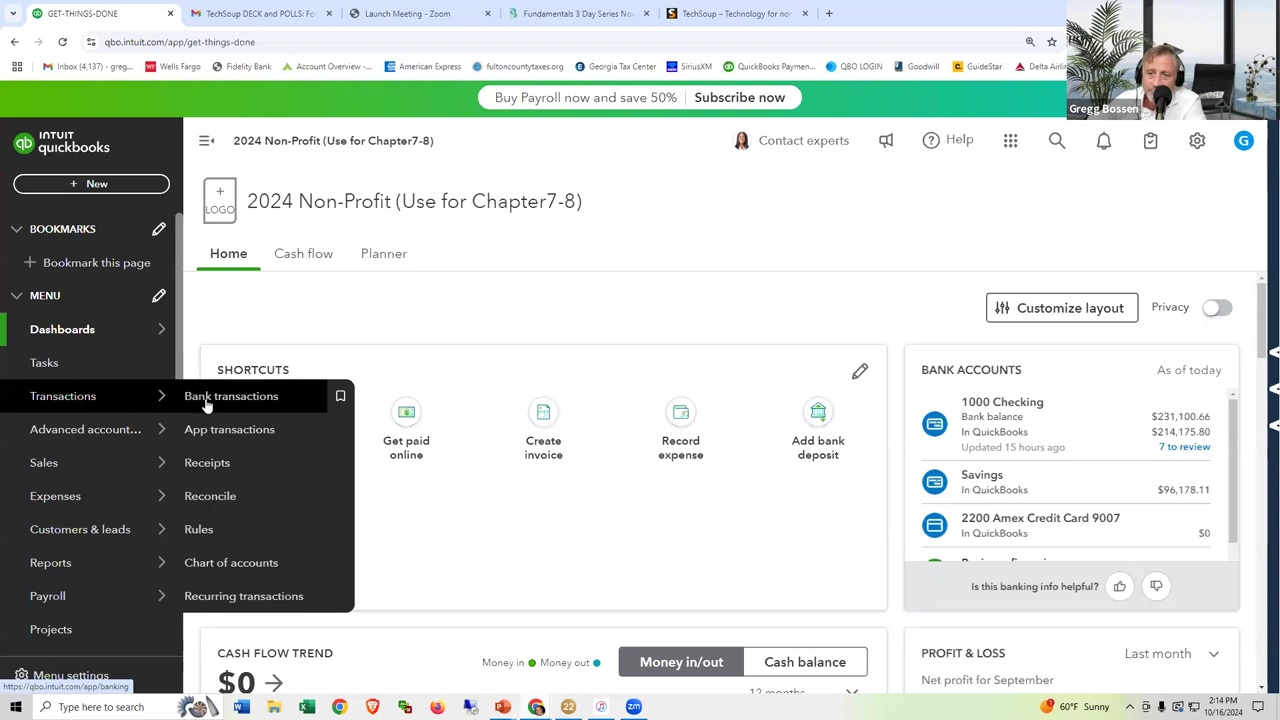 GET-THINGS-DONE
TechSoup DECK and POLLS: Fo
Launch Meeting - Zoom
Fundamentals 3 Day Series Nov
TechSoup – Technology for non
qbo.intuit.com/app/get-things-done
Inbox (4,137) - greg...
Wells Fargo
Fidelity Bank
Account Overview -...
American Express
fultoncountytaxes.org
Georgia Tax Center
SiriusXM
QuickBooks Paymen...
QBO LOGIN
Goodwill
GuideStar
Delta Airli
Gregg Bossen
Buy Payroll now and save 50%
Subscribe now
INTUIT
quickbooks
2024 Non-Profit (Use for Chapter7-8)
Contact experts
Help
G
+ New
+
LOGO
2024 Non-Profit (Use for Chapter7-8)
BOOKMARKS
Bookmark this page
Home
Cash flow
Planner
MENU
Customize layout
Privacy
Dashboards
Tasks
Transactions
Advanced account...
Sales
Expenses
Customers & leads
Reports
Payroll
Projects
Menu settings
Bank transactions
App transactions
Receipts
Reconcile
Rules
Chart of accounts
Recurring transactions
SHORTCUTS
Get paid
online
Create
invoice
Record
expense
Add bank
deposit
BANK ACCOUNTS
As of today
1000 Checking
Bank balance
$231,100.66
In QuickBooks
$214,175.80
Updated 15 hours ago
7 to review
Savings
In QuickBooks
$96,178.11
2200 Amex Credit Card 9007
In QuickBooks
$0
Is this banking info helpful?
CASH FLOW TREND
Money in
Money out
Money in/out
Cash balance
$0
12 months
PROFIT & LOSS
Last month
Net profit for September
https://qbo.intuit.com/app/banking
Type here to search
22
zm
60°F Sunny
2:14 PM
10/16/2024